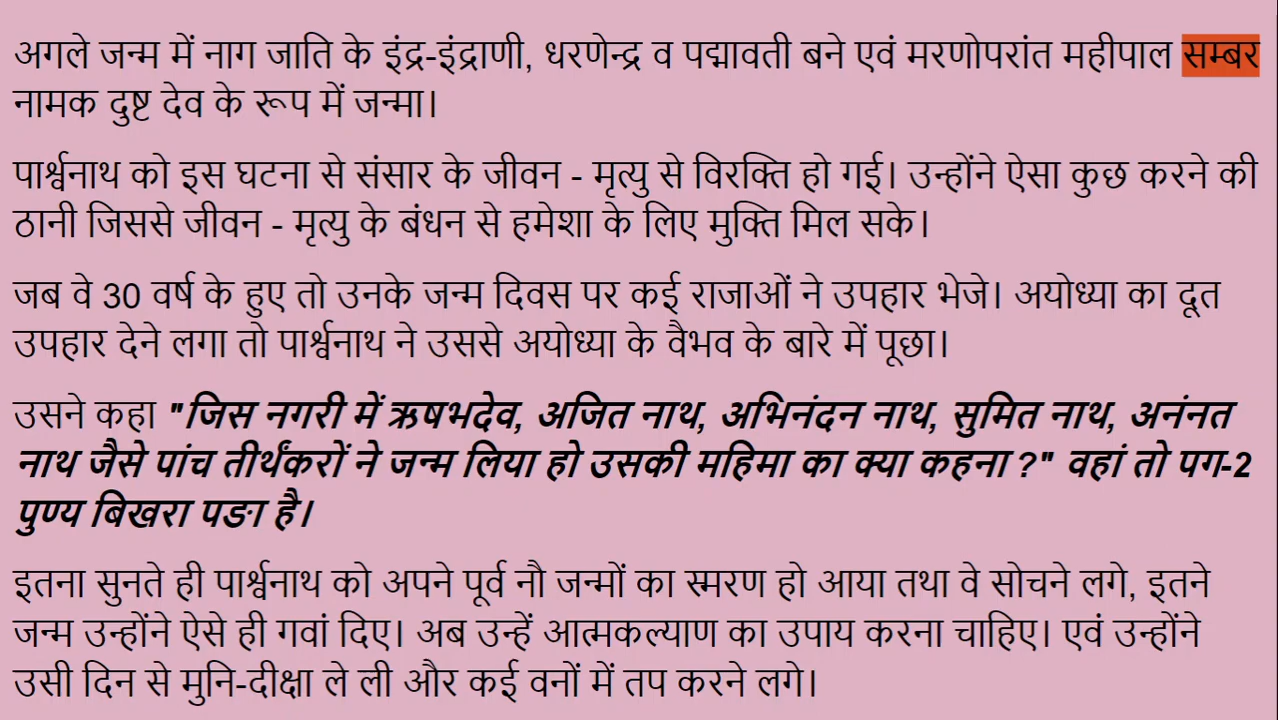 अगले जन्म में नाग जाति के इंद्र-इंद्राणी, धरणेन्द्र व पद्मावती बने एवं मरणोपरांत महीपाल सम्बर
नामक दुष्ट देव के रूप में जन्मा।
पार्श्वनाथ को इस घटना से संसार के जीवन - मृत्यु से विरक्ति हो गई। उन्होंने ऐसा कुछ करने की
ठानी जिससे जीवन - मृत्यु के बंधन से हमेशा के लिए मुक्ति मिल सके।
जब वे 30 वर्ष के हुए तो उनके जन्म दिवस पर कई राजाओं ने उपहार भेजे। अयोध्या का दूत
उपहार देने लगा तो पार्श्वनाथ ने उससे अयोध्या के वैभव के बारे में पूछा।
उसने कहा "जिस नगरी में ऋषभदेव, अजित नाथ, अभिनंदन नाथ, सुमित नाथ, अनंनत
नाथ जैसे पांच तीर्थंकरों ने जन्म लिया हो उसकी महिमा का क्या कहना ?" वहां तो पग-2
पुण्य बिखरा पङा है।
इतना सुनते ही पार्श्वनाथ को अपने पूर्व नौ जन्मों का स्मरण हो आया तथा वे सोचने लगे, इतने
जन्म उन्होंने ऐसे ही गवां दिए। अब उन्हें आत्मकल्याण का उपाय करना चाहिए। एवं उन्होंने
उसी दिन से मुनि-दीक्षा ले ली और कई वनों में तप करने लगे।